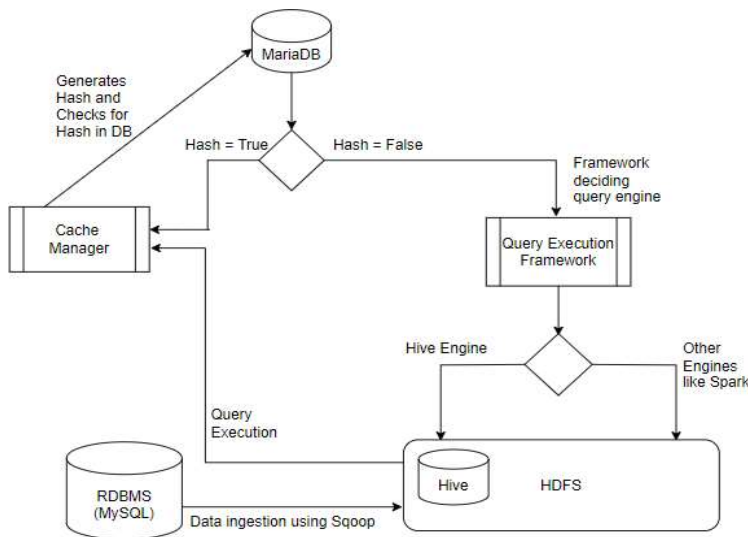 MariaDB
Generates
Hash and
Checks for
Hash in DB
Hash = True
Hash = False
Framework
deciding
query engine
Cache
Manager
Query Execution
Framework
Hive Engine
Other
Engines
like Spark
Query
Execution
RDBMS
(MySQL)
Data ingestion using Sqoop
Hive
HDFS